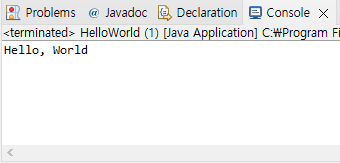 Problems @ Javadoc Declaration Console
<terminated> HelloWorld (1) [Java Application] C:₩Program Fi
Hello, World